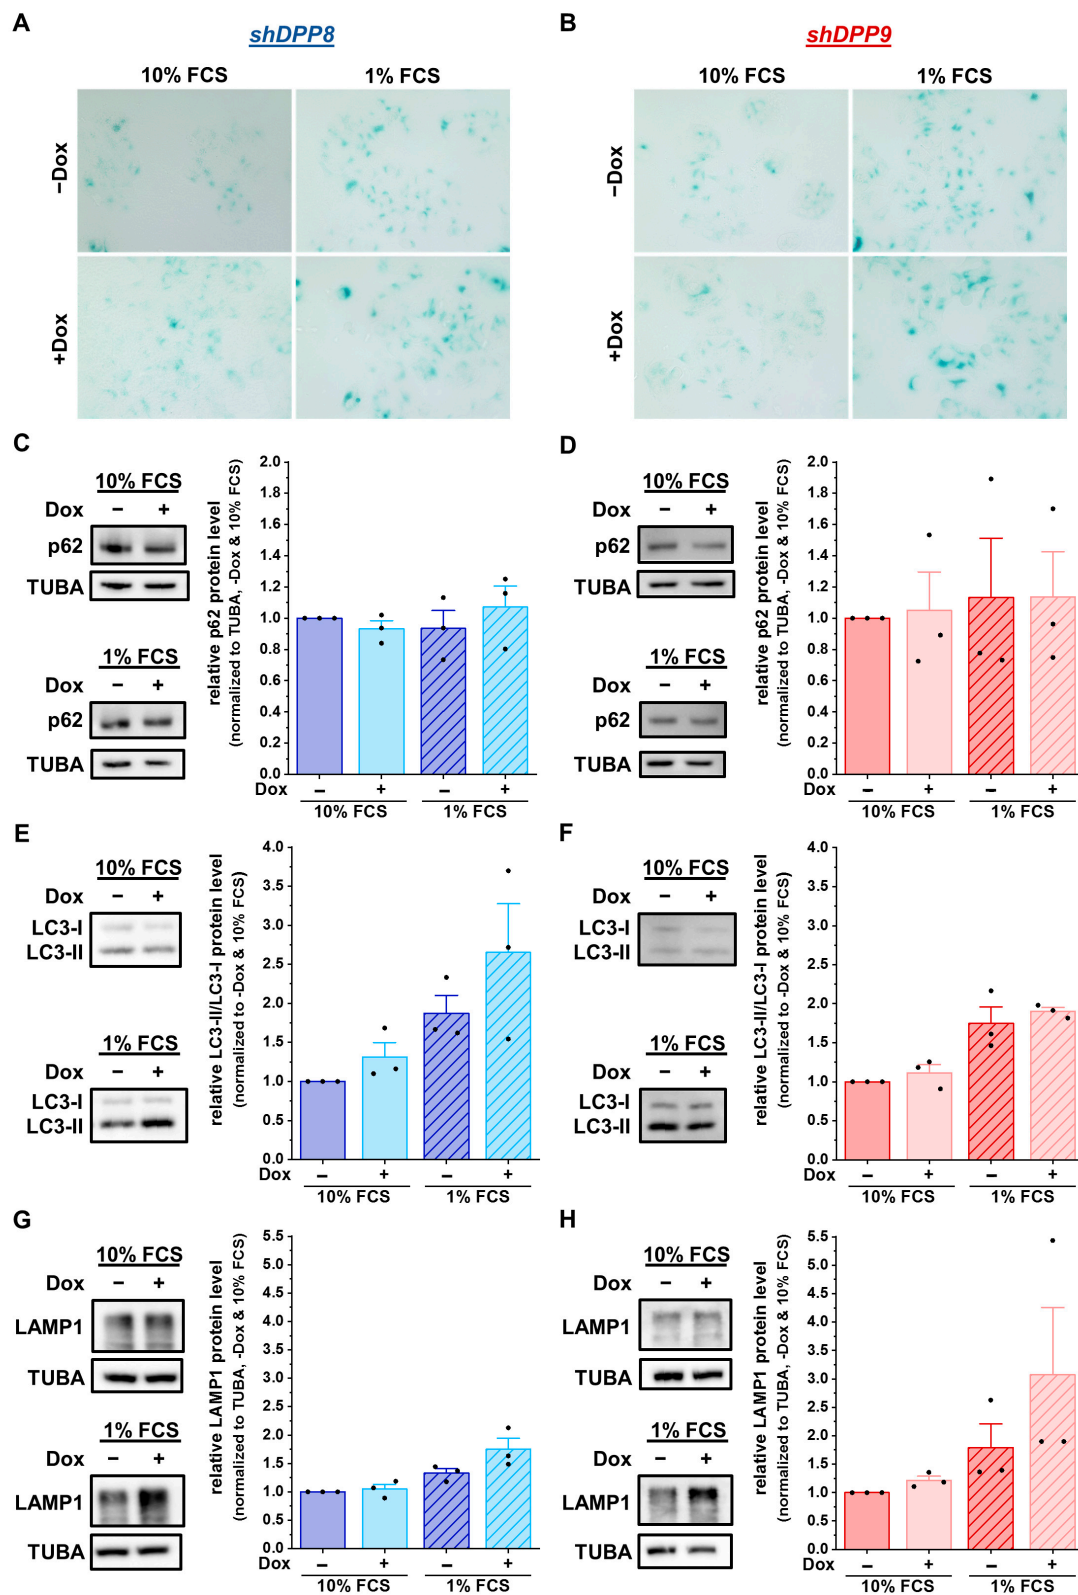 A
shDPP8
10% FCS
1% FCS
–Dox
+Dox
B
shDPP9
10% FCS
1% FCS
–Dox
+Dox
C
10% FCS
Dox – +
p62
TUBA
1% FCS
Dox – +
p62
TUBA
relative p62 protein level
(normalized to TUBA, -Dox & 10% FCS)
2.0
1.8
1.6
1.4
1.2
1.0
0.8
0.6
0.4
0.2
0.0
Dox – + – +
10% FCS 1% FCS
D
10% FCS
Dox – +
p62
TUBA
1% FCS
Dox – +
p62
TUBA
relative p62 protein level
(normalized to TUBA, -Dox & 10% FCS)
2.0
1.8
1.6
1.4
1.2
1.0
0.8
0.6
0.4
0.2
0.0
Dox – + – +
10% FCS 1% FCS
E
10% FCS
Dox – +
LC3-I
LC3-II
1% FCS
Dox – +
LC3-I
LC3-II
relative LC3-II/LC3-I protein level
(normalized to -Dox & 10% FCS)
4.0
3.5
3.0
2.5
2.0
1.5
1.0
0.5
0.0
Dox – + – +
10% FCS 1% FCS
F
10% FCS
Dox – +
LC3-I
LC3-II
1% FCS
Dox – +
LC3-I
LC3-II
relative LC3-II/LC3-I protein level
(normalized to -Dox & 10% FCS)
4.0
3.5
3.0
2.5
2.0
1.5
1.0
0.5
0.0
Dox – + – +
10% FCS 1% FCS
G
10% FCS
Dox – +
LAMP1
TUBA
1% FCS
Dox – +
LAMP1
TUBA
relative LAMP1 protein level
(normalized to TUBA, -Dox & 10% FCS)
5.5
5.0
4.5
4.0
3.5
3.0
2.5
2.0
1.5
1.0
0.5
0.0
Dox – + – +
10% FCS 1% FCS
H
10% FCS
Dox – +
LAMP1
TUBA
1% FCS
Dox – +
LAMP1
TUBA
relative LAMP1 protein level
(normalized to TUBA, -Dox & 10% FCS)
5.5
5.0
4.5
4.0
3.5
3.0
2.5
2.0
1.5
1.0
0.5
0.0
Dox – + – +
10% FCS 1% FCS